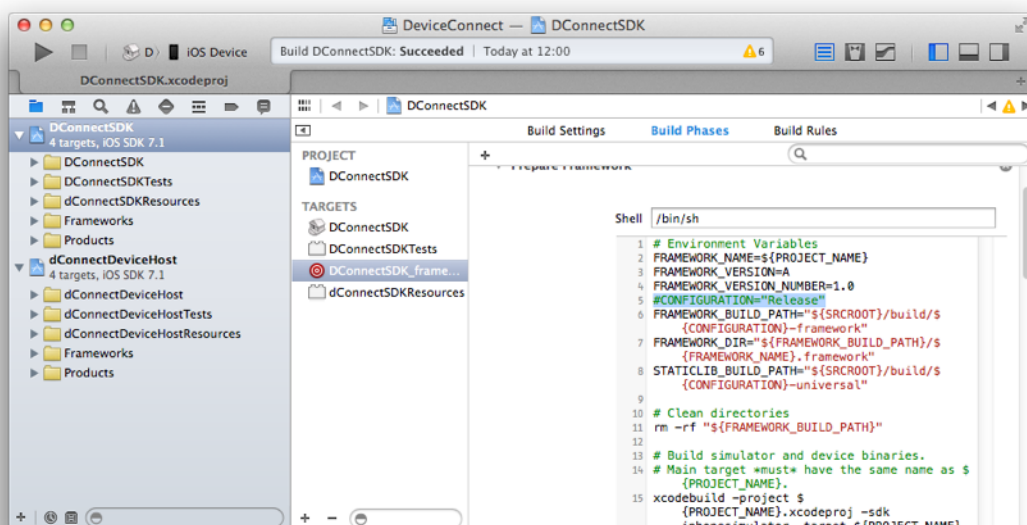 DeviceConnect — DConnectSDK
D⟩ iOS Device
Build DConnectSDK: Succeeded | Today at 12:00
6
DConnectSDK.xcodeproj
DConnectSDK
4 targets, iOS SDK 7.1
DConnectSDK
DConnectSDKTests
dConnectSDKResources
Frameworks
Products
dConnectDeviceHost
4 targets, iOS SDK 7.1
dConnectDeviceHost
dConnectDeviceHostTests
dConnectDeviceHostResources
Frameworks
Products
DConnectSDK
Build Settings
Build Phases
Build Rules
PROJECT
DConnectSDK
TARGETS
DConnectSDK
DConnectSDKTests
DConnectSDK_frame...
dConnectSDKResources
Prepare Framework
Shell /bin/sh
1 # Environment Variables
2 FRAMEWORK_NAME=${PROJECT_NAME}
3 FRAMEWORK_VERSION=A
4 FRAMEWORK_VERSION_NUMBER=1.0
5 #CONFIGURATION="Release"
6 FRAMEWORK_BUILD_PATH="${SRCROOT}/build/$
{CONFIGURATION}-framework"
7 FRAMEWORK_DIR="${FRAMEWORK_BUILD_PATH}/$
{FRAMEWORK_NAME}.framework"
8 STATICLIB_BUILD_PATH="${SRCROOT}/build/$
{CONFIGURATION}-universal"
9
10 # Clean directories
11 rm -rf "${FRAMEWORK_BUILD_PATH}"
12
13 # Build simulator and device binaries.
14 # Main target *must* have the same name as $
{PROJECT_NAME}.
15 xcodebuild -project $
{PROJECT_NAME}.xcodeproj -sdk
iphonesimulator -target ${PROJECT_NAME}